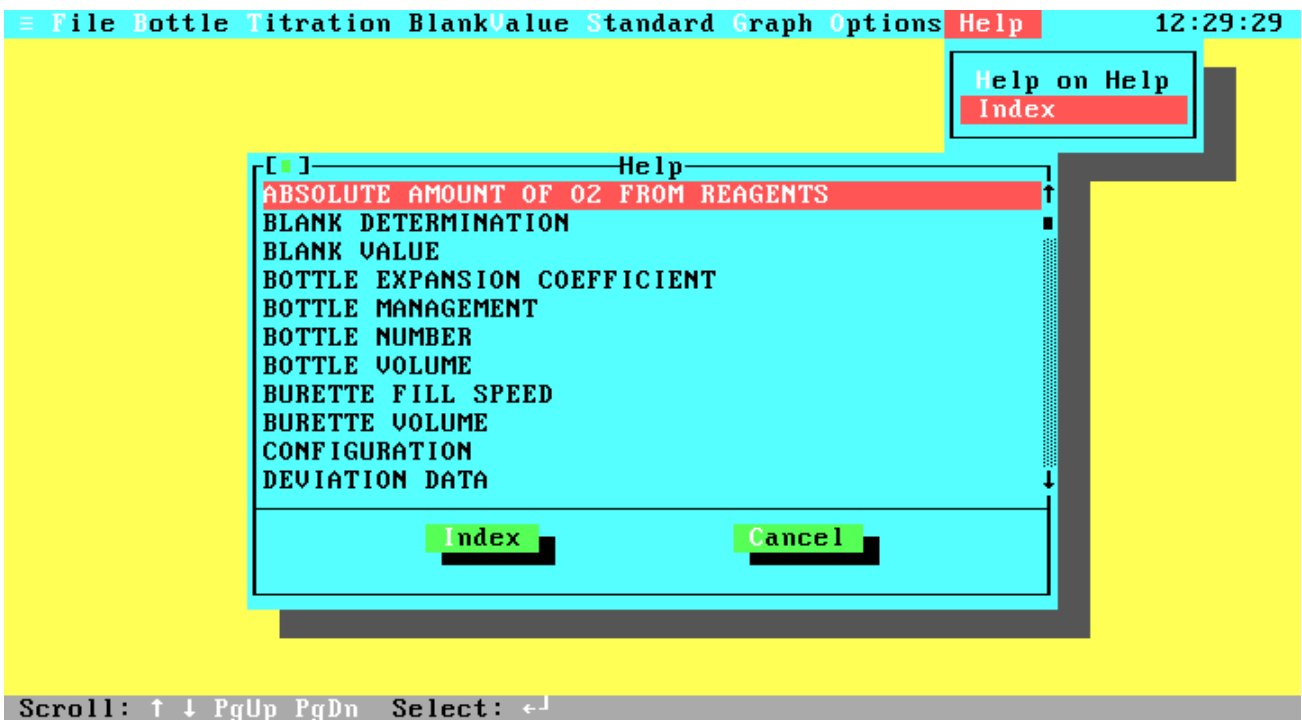 ≡ File Bottle Titration BlankValue Standard Graph Options Help 12:29:29
Help on Help
Index
[■] Help
ABSOLUTE AMOUNT OF O2 FROM REAGENTS
BLANK DETERMINATION
BLANK VALUE
BOTTLE EXPANSION COEFFICIENT
BOTTLE MANAGEMENT
BOTTLE NUMBER
BOTTLE VOLUME
BURETTE FILL SPEED
BURETTE VOLUME
CONFIGURATION
DEVIATION DATA
Index Cancel
Scroll: ↑ ↓ PgUp PgDn Select: ←┘